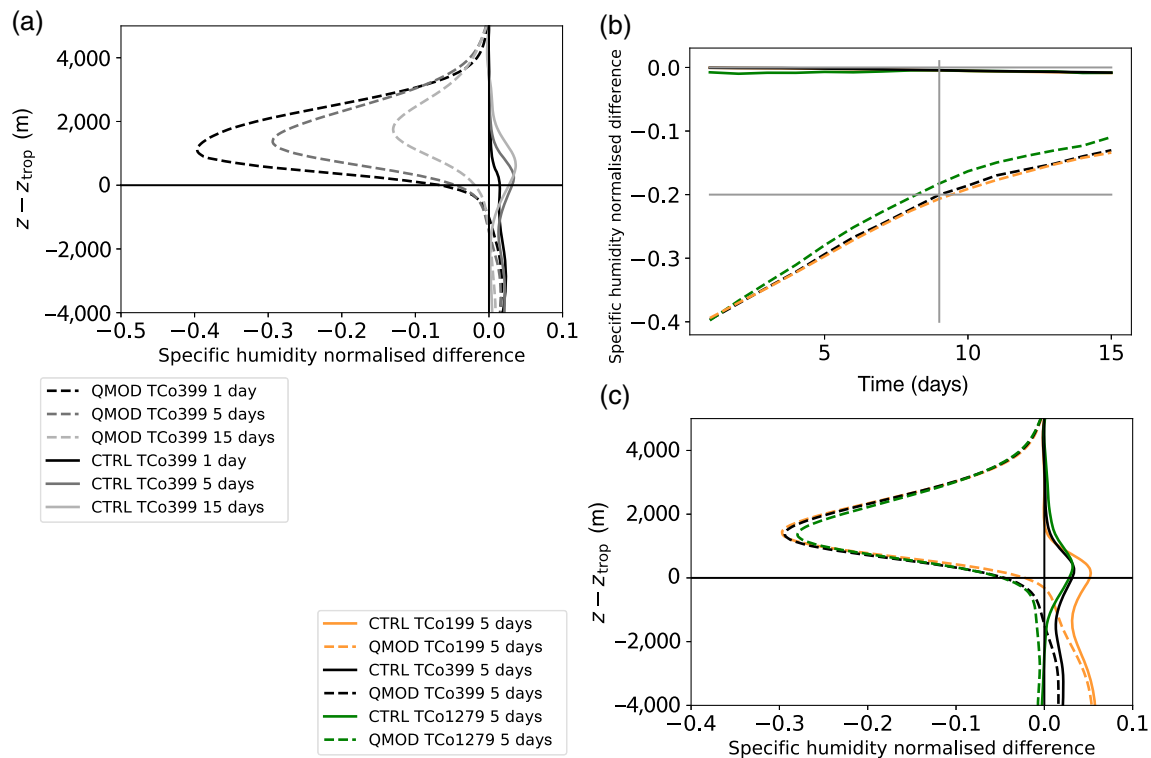 (a)
4,000
2,000
0
−2,000
−4,000
z − ztrop (m)
−0.5 −0.4 −0.3 −0.2 −0.1 0.0 0.1
Specific humidity normalised difference
QMOD TCo399 1 day
QMOD TCo399 5 days
QMOD TCo399 15 days
CTRL TCo399 1 day
CTRL TCo399 5 days
CTRL TCo399 15 days
(b)
0.0
−0.1
−0.2
−0.3
−0.4
Specific humidity normalised difference
5 10 15
Time (days)
(c)
4,000
2,000
0
−2,000
−4,000
z − ztrop (m)
−0.4 −0.3 −0.2 −0.1 0.0 0.1
Specific humidity normalised difference
CTRL TCo199 5 days
QMOD TCo199 5 days
CTRL TCo399 5 days
QMOD TCo399 5 days
CTRL TCo1279 5 days
QMOD TCo1279 5 days